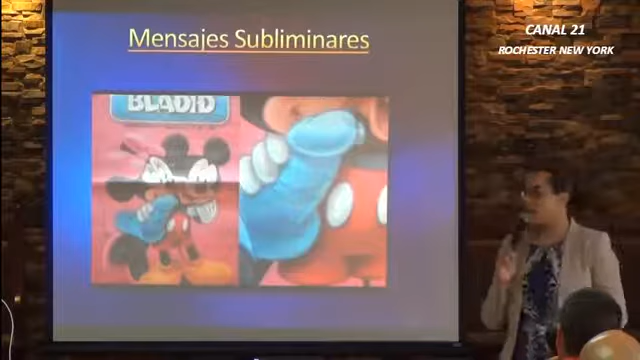 Mensajes Subliminares
CANAL 21
ROCHESTER NEW YORK
BLADID